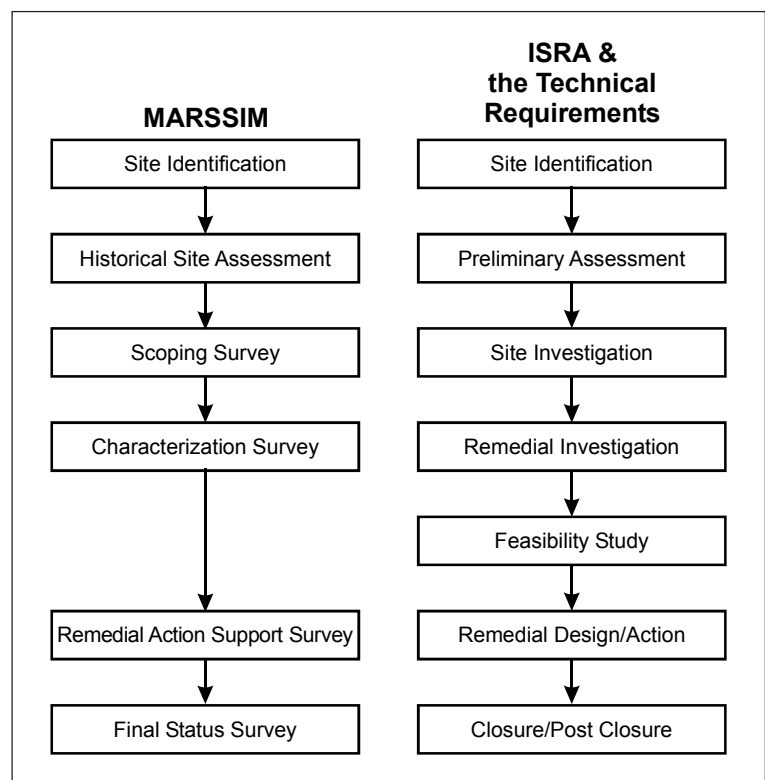 MARSSIM
Site Identification
Historical Site Assessment
Scoping Survey
Characterization Survey
Remedial Action Support Survey
Final Status Survey
ISRA &
the Technical
Requirements
Site Identification
Preliminary Assessment
Site Investigation
Remedial Investigation
Feasibility Study
Remedial Design/Action
Closure/Post Closure